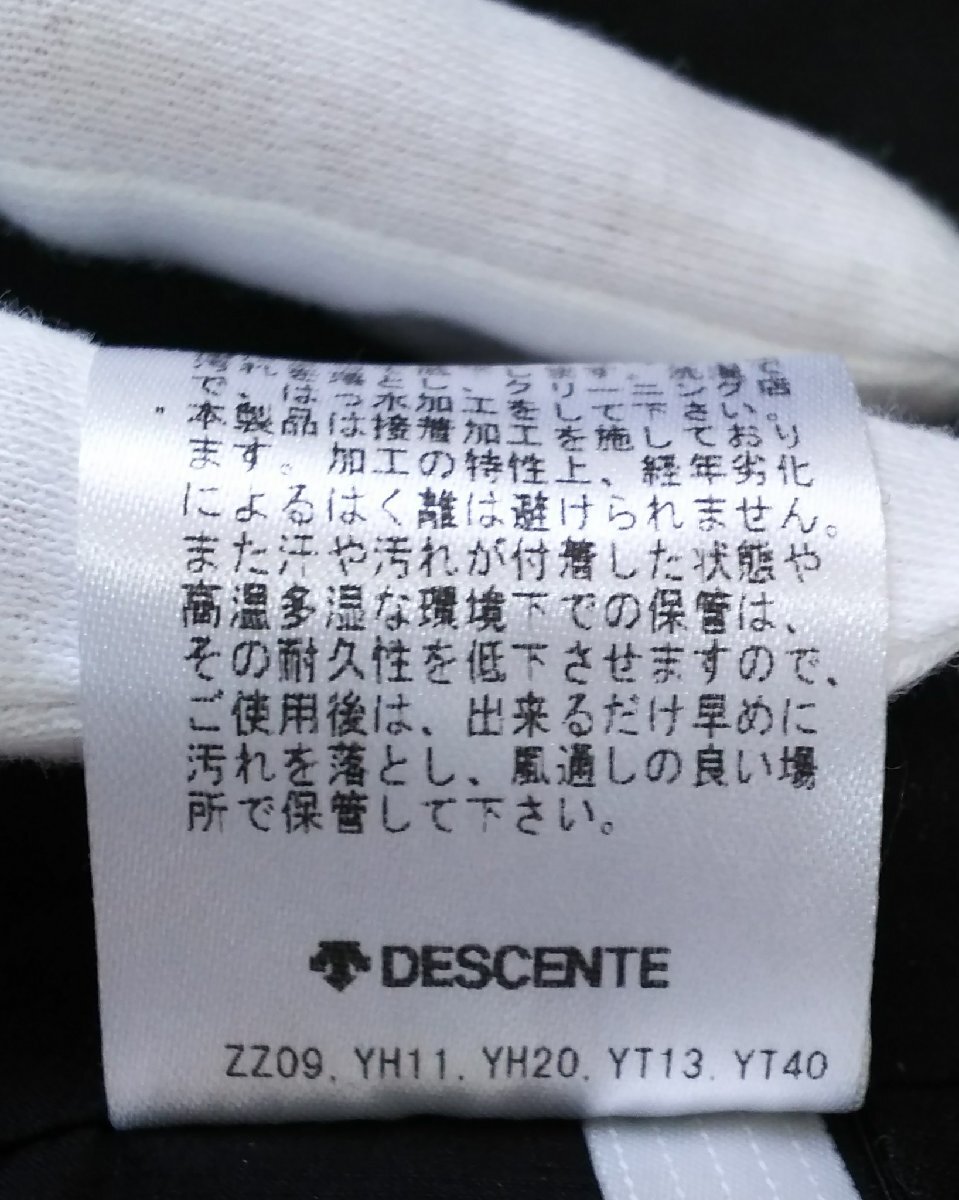 本製品は接着加工を施しており
ます。加工の特性上、経年劣化
によるはく離は避けられません。
また汗や汚れが付着した状態や
高温多湿な環境下での保管は、
その耐久性を低下させますので、
ご使用後は、出来るだけ早めに
汚れを落とし、風通しの良い場
所で保管して下さい。
DESCENTE
ZZ09. YH11. YH20. YT13. YT40